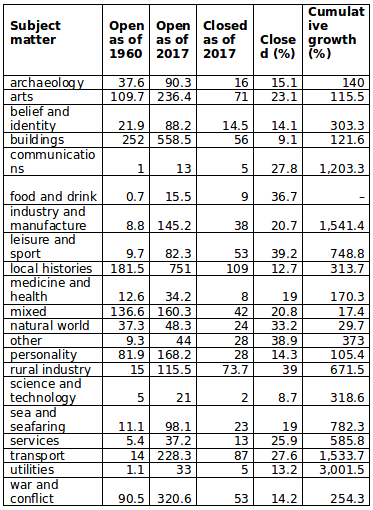 Subject matter | Open as of 1960 | Open as of 2017 | Closed as of 2017 | Close d (%) | Cumulat ive growth (%)
archaeology | 37.6 | 90.3 | 16 | 15.1 | 140
arts | 109.7 | 236.4 | 71 | 23.1 | 115.5
belief and identity | 21.9 | 88.2 | 14.5 | 14.1 | 303.3
buildings | 252 | 558.5 | 56 | 9.1 | 121.6
communicatio ns | 1 | 13 | 5 | 27.8 | 1,203.3
food and drink | 0.7 | 15.5 | 9 | 36.7 | –
industry and manufacture | 8.8 | 145.2 | 38 | 20.7 | 1,541.4
leisure and sport | 9.7 | 82.3 | 53 | 39.2 | 748.8
local histories | 181.5 | 751 | 109 | 12.7 | 313.7
medicine and health | 12.6 | 34.2 | 8 | 19 | 170.3
mixed | 136.6 | 160.3 | 42 | 20.8 | 17.4
natural world | 37.3 | 48.3 | 24 | 33.2 | 29.7
other | 9.3 | 44 | 28 | 38.9 | 373
personality | 81.9 | 168.2 | 28 | 14.3 | 105.4
rural industry | 15 | 115.5 | 73.7 | 39 | 671.5
science and technology | 5 | 21 | 2 | 8.7 | 318.6
sea and seafaring | 11.1 | 98.1 | 23 | 19 | 782.3
services | 5.4 | 37.2 | 13 | 25.9 | 585.8
transport | 14 | 228.3 | 87 | 27.6 | 1,533.7
utilities | 1.1 | 33 | 5 | 13.2 | 3,001.5
war and conflict | 90.5 | 320.6 | 53 | 14.2 | 254.3